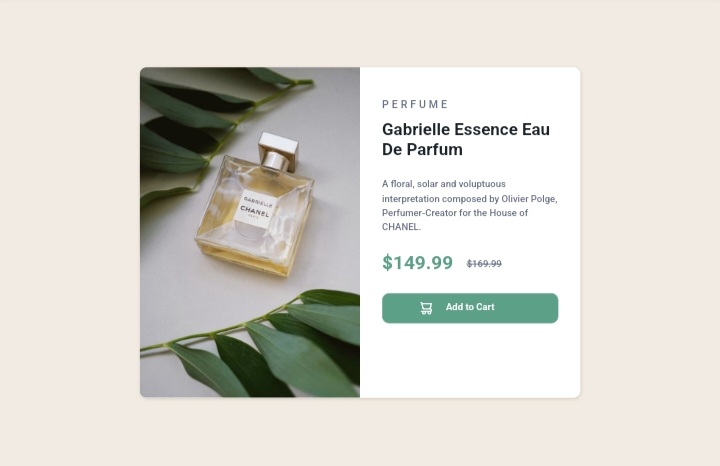 PERFUME
Gabrielle Essence Eau
De Parfum
A floral, solar and voluptuous
interpretation composed by Olivier Polge,
Perfumer-Creator for the House of
CHANEL.
$149.99 $169.99
Add to Cart
GABRIELLE
CHANEL